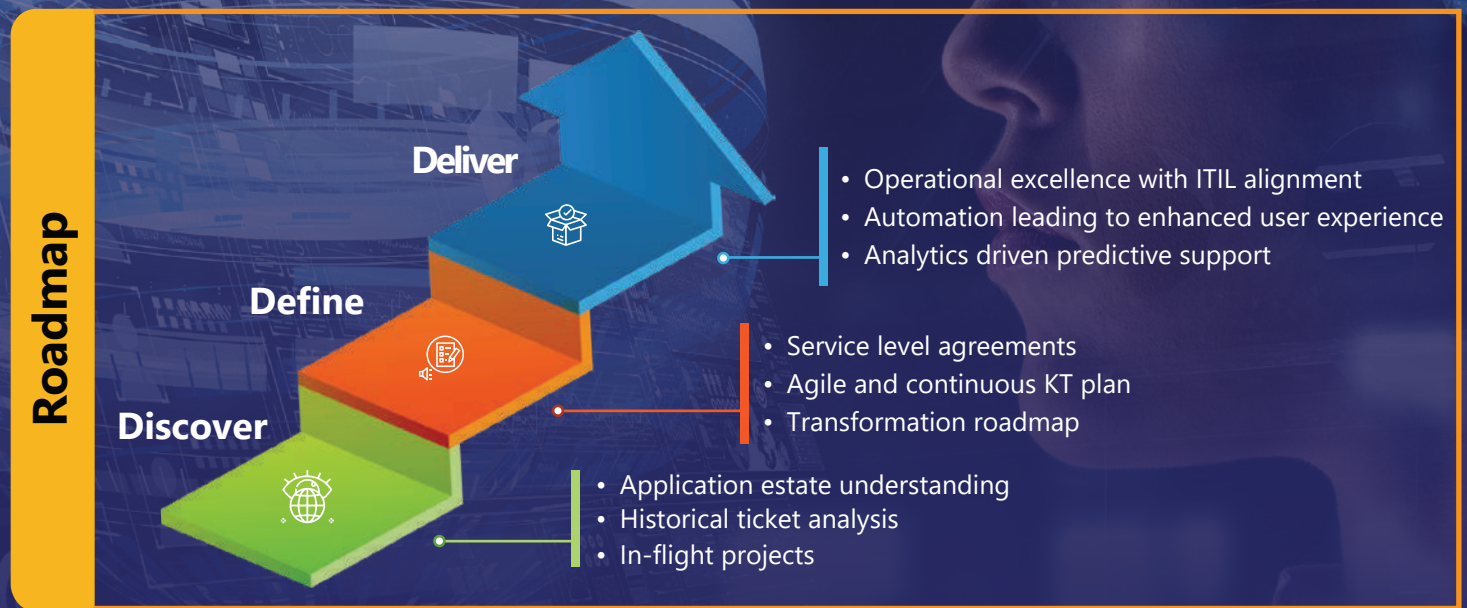 Roadmap
Deliver
• Operational excellence with ITIL alignment
• Automation leading to enhanced user experience
• Analytics driven predictive support
Define
• Service level agreements
• Agile and continuous KT plan
• Transformation roadmap
Discover
• Application estate understanding
• Historical ticket analysis
• In-flight projects